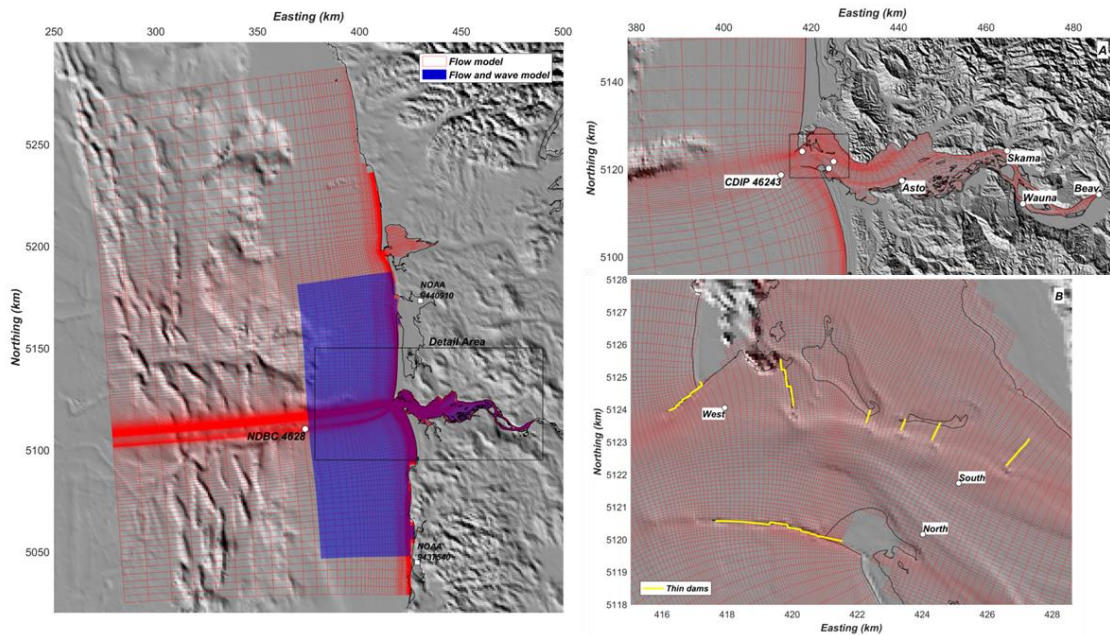 Easting (km)
250 300 350 400 450 500
Flow model
Flow and wave model
Northing (km)
5250
5200
5150
5100
5050
NOAA
9440910
Detail Area
NDBC 4628
NOAA
9437540
Easting (km)
380 400 420 440 460 480
A
Northing (km)
5140
5120
5100
CDIP 46243
Asto
Skama
Wauna
Beav
B
Northing (km)
5128
5127
5126
5125
5124
5123
5122
5121
5120
5119
5118
West
South
North
Thin dams
416 418 420 422 424 426 428
Easting (km)